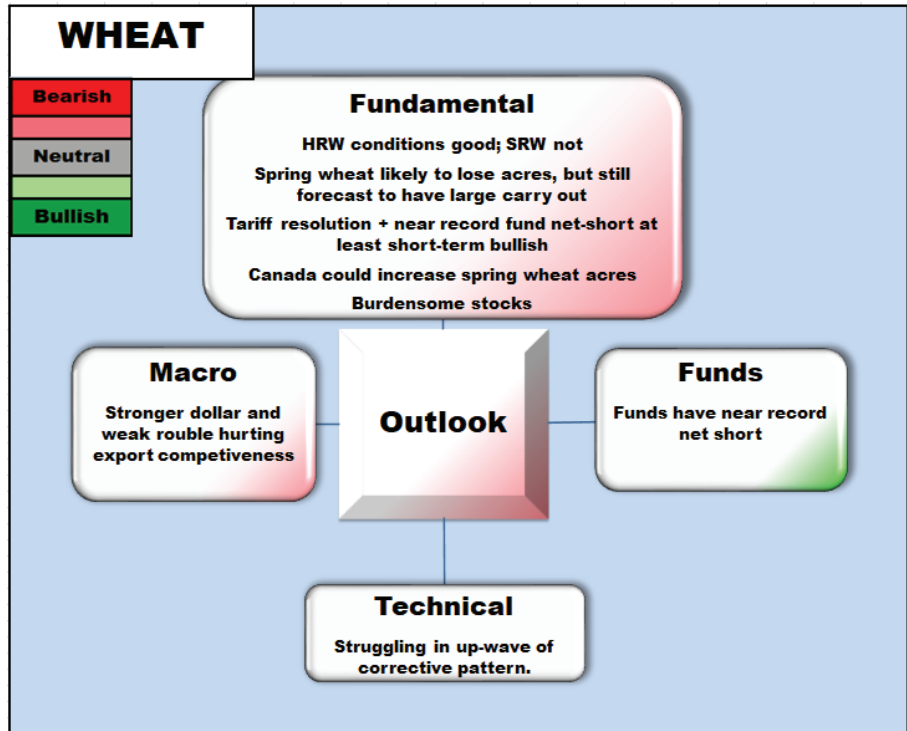 WHEAT
Bearish
Neutral
Bullish
Fundamental
HRW conditions good; SRW not
Spring wheat likely to lose acres, but still
forecast to have large carry out
Tariff resolution + near record fund net-short at
least short-term bullish
Canada could increase spring wheat acres
Burdensome stocks
Macro
Stronger dollar and
weak rouble hurting
export competiveness
Outlook
Funds
Funds have near record
net short
Technical
Struggling in up-wave of
corrective pattern.